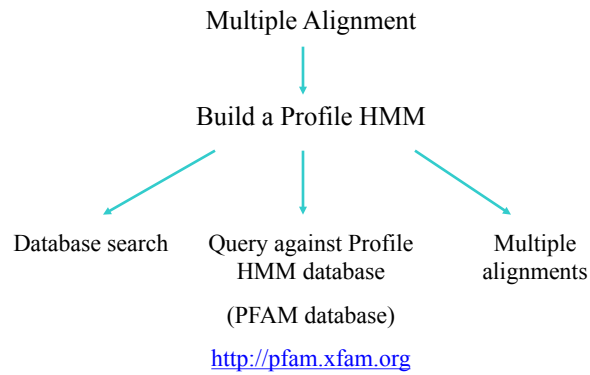 Multiple Alignment
Build a Profile HMM
Database search
Query against Profile
HMM database
(PFAM database)
http://pfam.xfam.org
Multiple
alignments